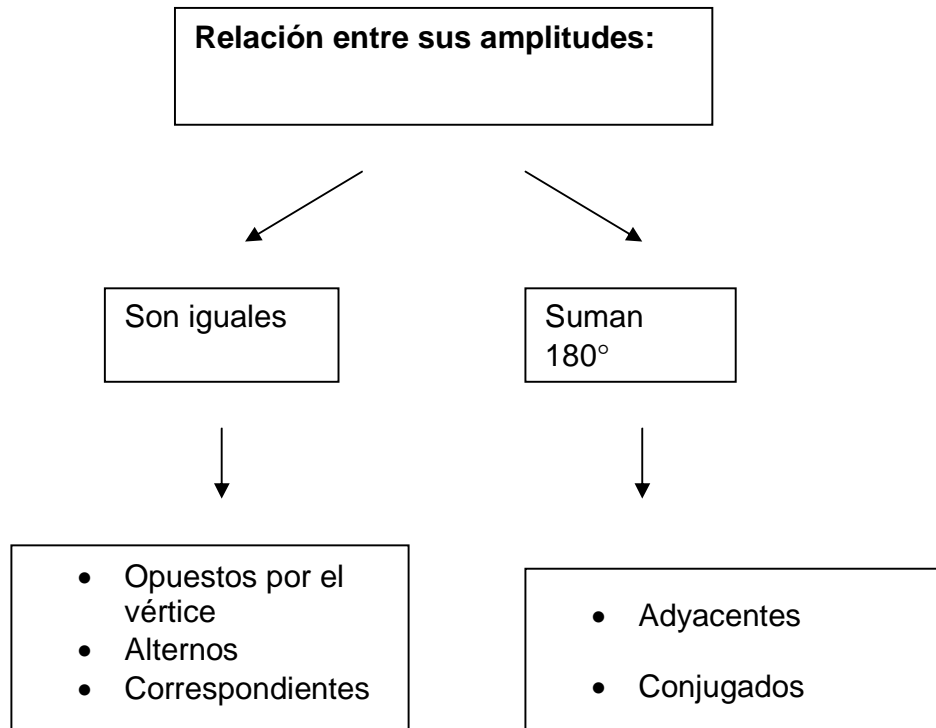 Relación entre sus amplitudes:
Son iguales
Suman
180°
• Opuestos por el
vértice
• Alternos
• Correspondientes
• Adyacentes
• Conjugados